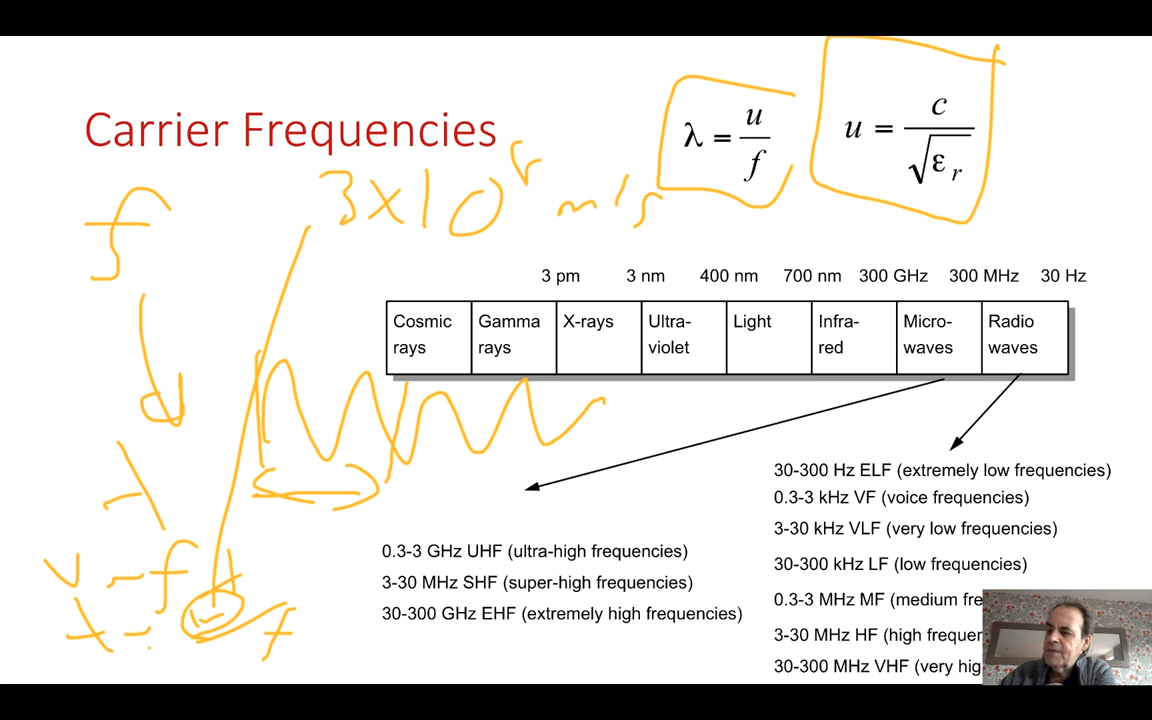 Carrier Frequencies
λ = u / f
u = c / √ε r
f
3x10^8 m/s
3 pm 3 nm 400 nm 700 nm 300 GHz 300 MHz 30 Hz
Cosmic rays
Gamma rays
X-rays
Ultra-violet
Light
Infra-red
Micro-waves
Radio waves
30-300 Hz ELF (extremely low frequencies)
0.3-3 kHz VF (voice frequencies)
3-30 kHz VLF (very low frequencies)
30-300 kHz LF (low frequencies)
0.3-3 MHz MF (medium fre
3-30 MHz HF (high frequen
30-300 MHz VHF (very hig
0.3-3 GHz UHF (ultra-high frequencies)
3-30 MHz SHF (super-high frequencies)
30-300 GHz EHF (extremely high frequencies)